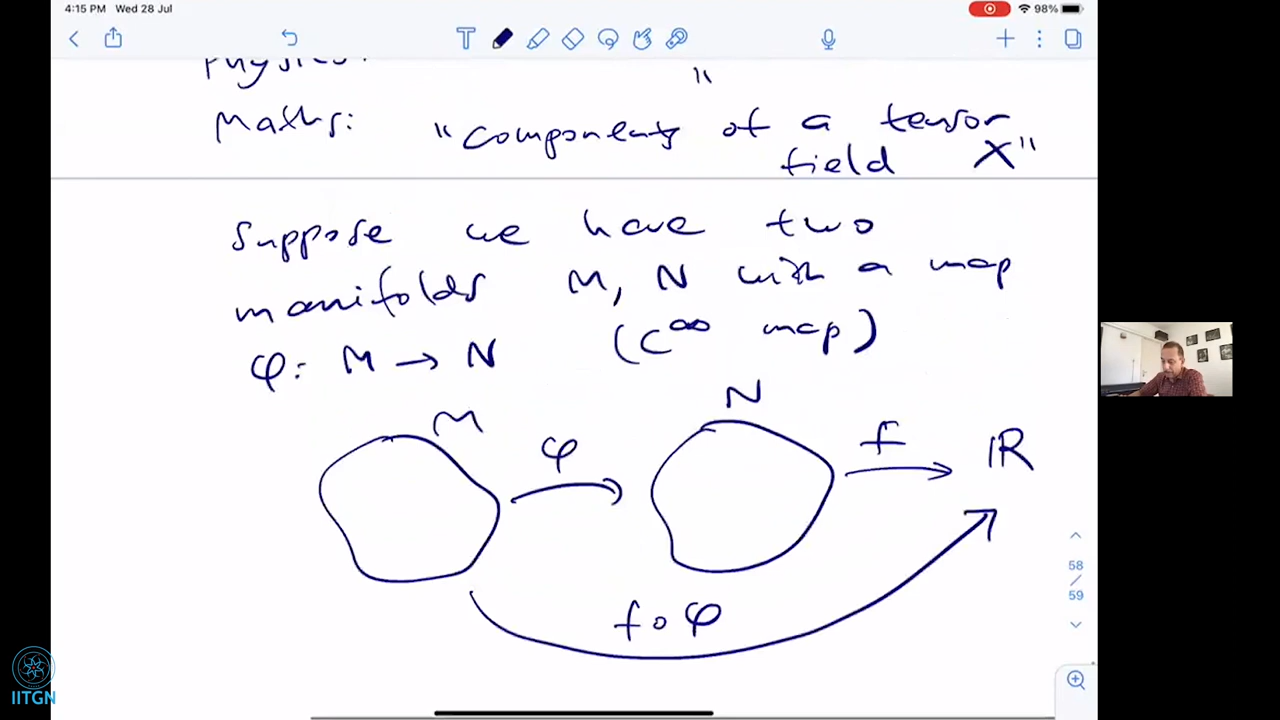 4:15 PM Wed 28 Jul
98%
Physics:
"
Maths: "Components of a tensor
field X"
Suppose we have two
manifolds M, N with a map
φ: M → N (C^∞ map)
M
N
φ
f
ℝ
f∘φ
58
/
59
IITGN